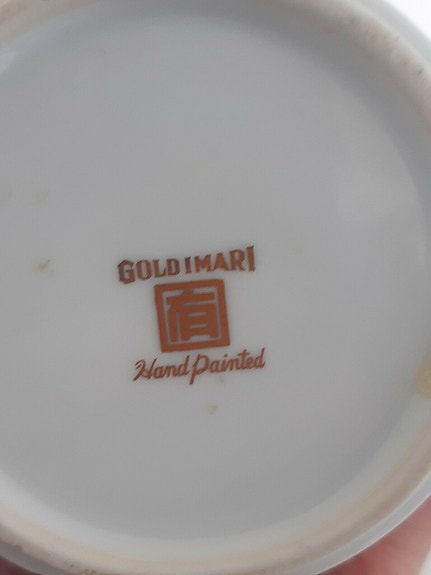 GOLD IMARI
有
Hand Painted